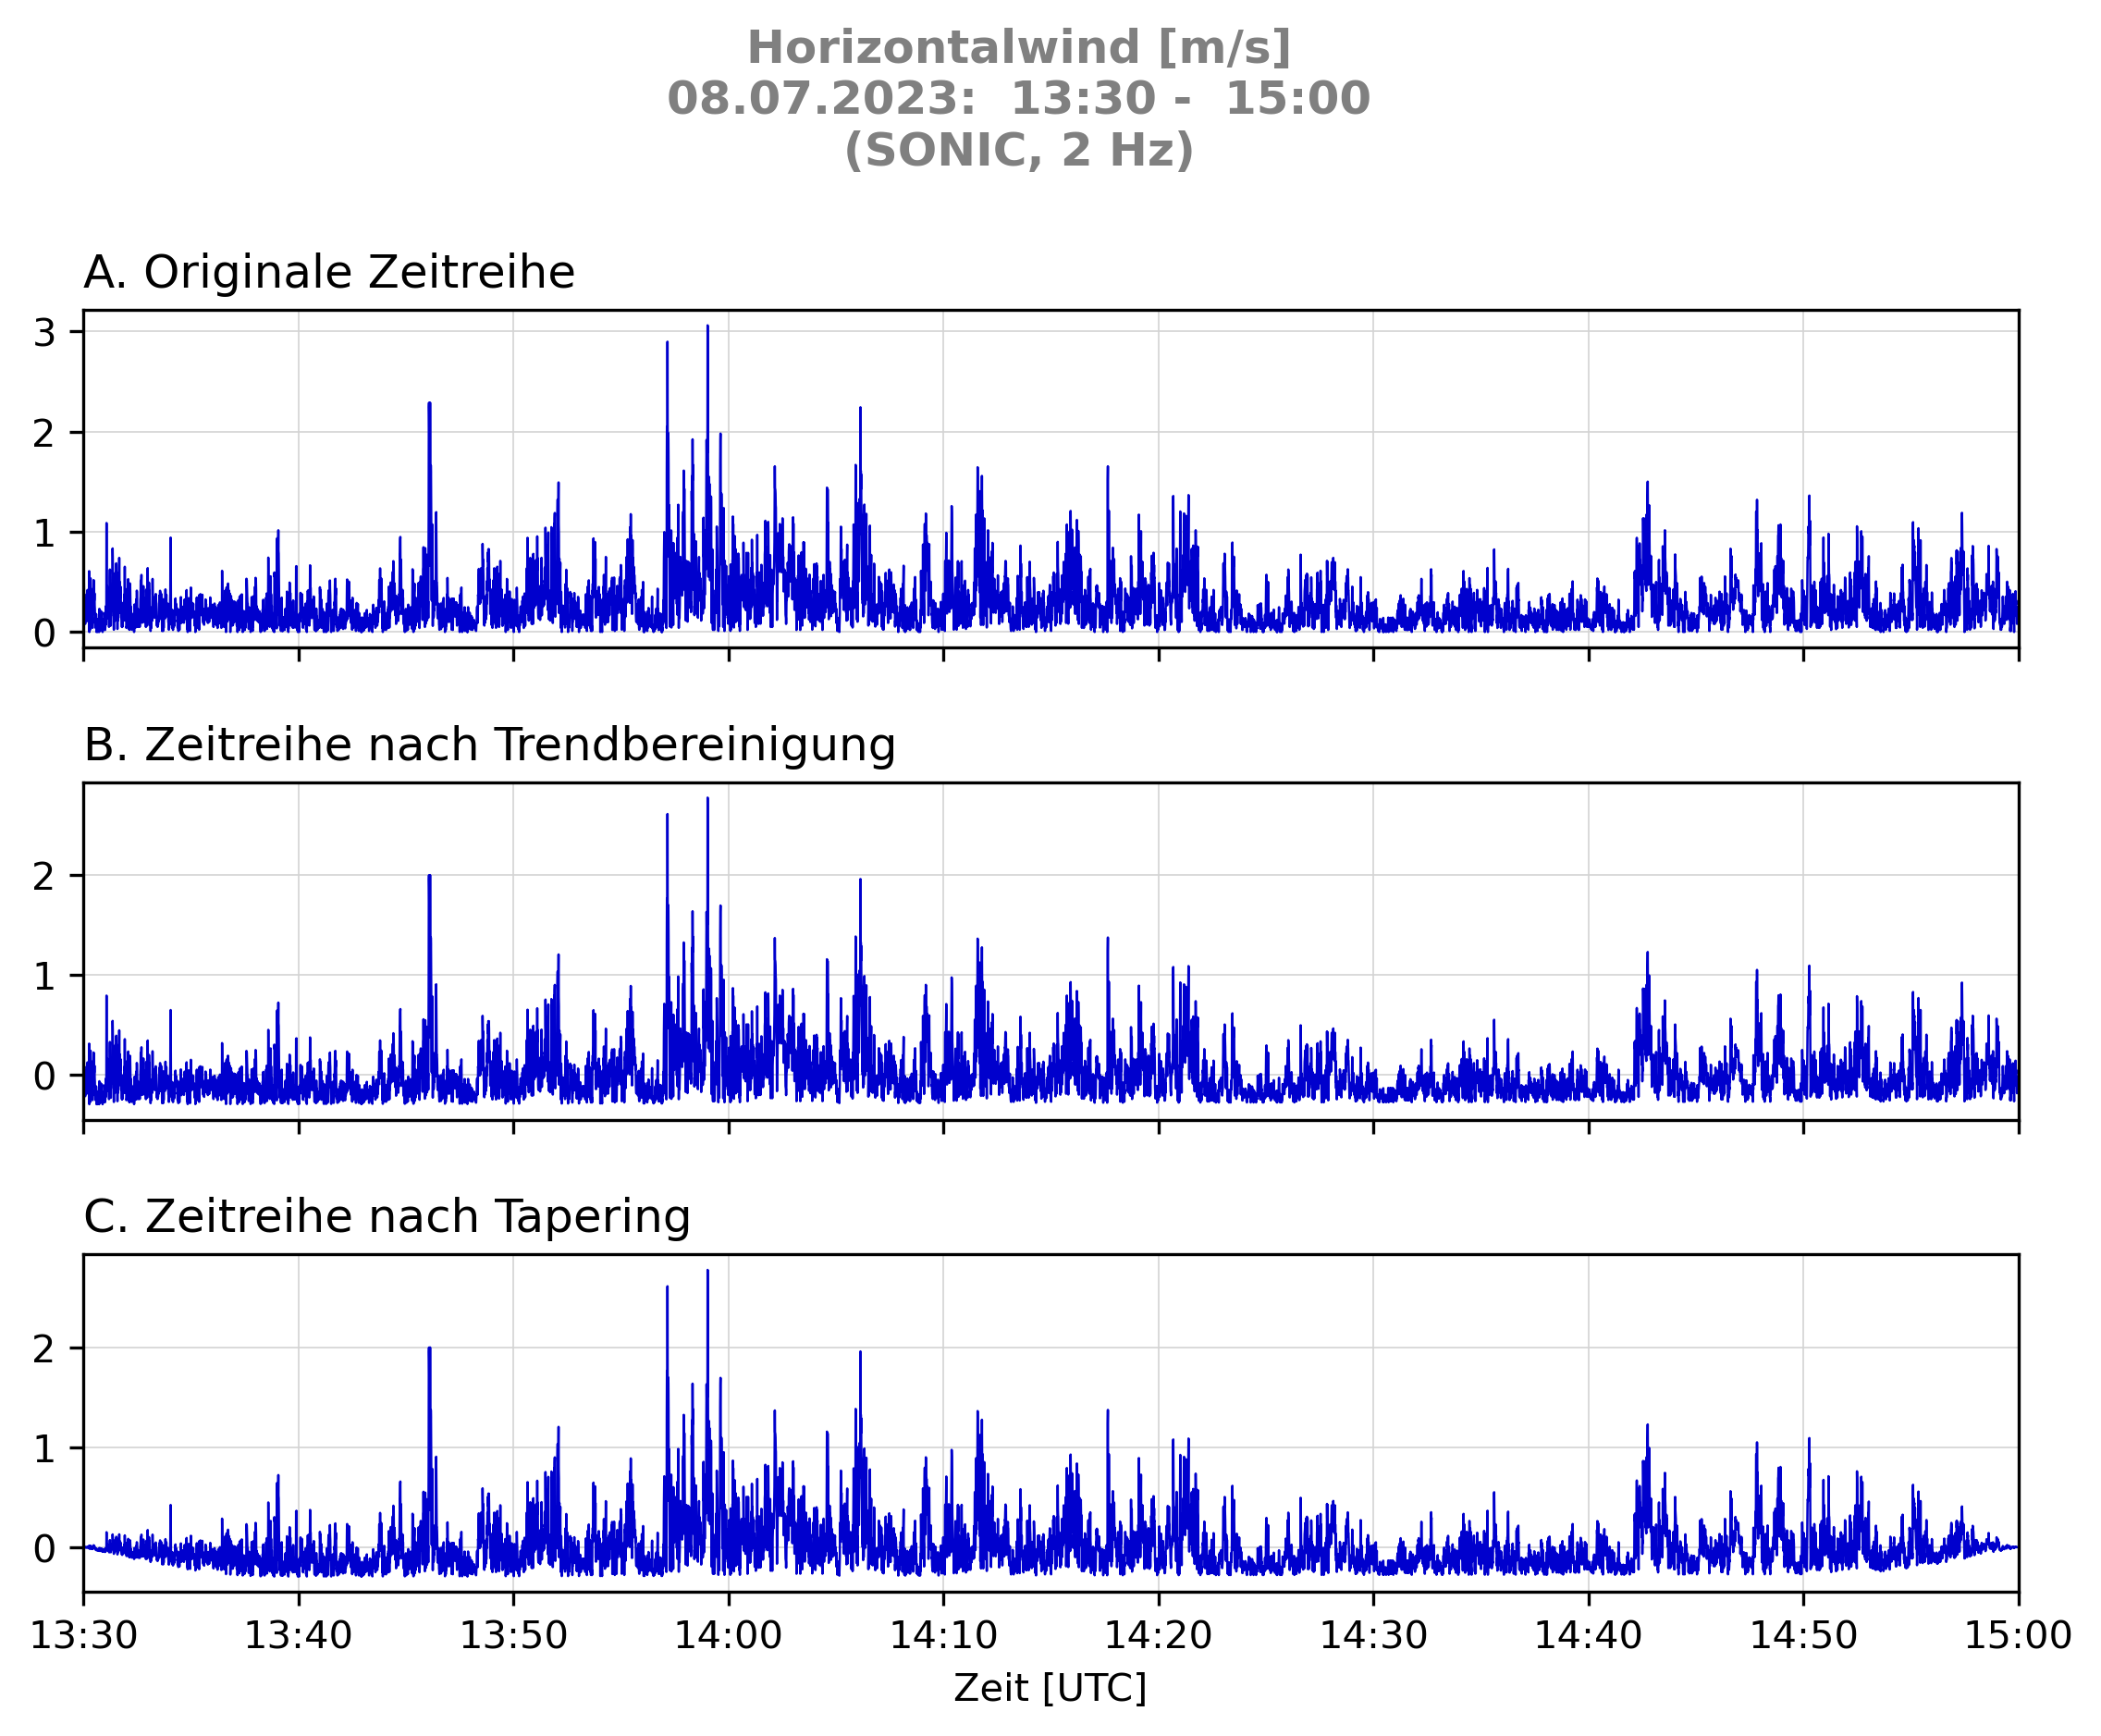 Horizontalwind [m/s]
08.07.2023:  13:30 -  15:00
(SONIC, 2 Hz)
A. Originale Zeitreihe
3
2
1
0
B. Zeitreihe nach Trendbereinigung
2
1
0
C. Zeitreihe nach Tapering
2
1
0
13:30 13:40 13:50 14:00 14:10 14:20 14:30 14:40 14:50 15:00
Zeit [UTC]